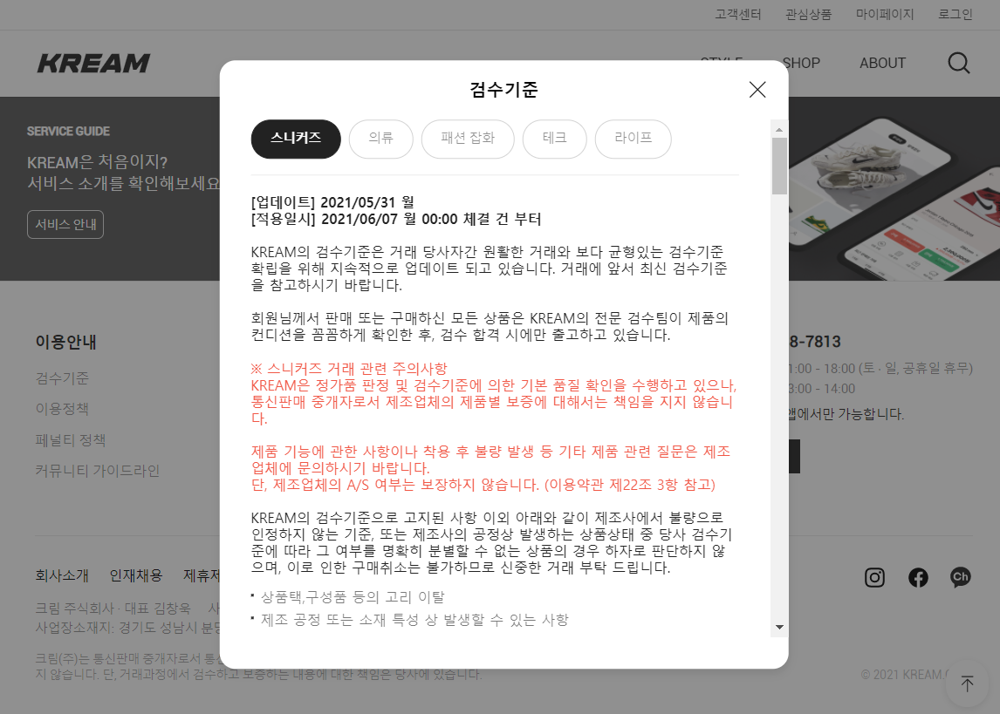 고객센터 관심상품 마이페이지 로그인
KREAM
STYLE SHOP ABOUT
SERVICE GUIDE
KREAM은 처음이지?
서비스 소개를 확인해보세요
서비스 안내
검수기준
스니커즈 의류 패션 잡화 테크 라이프
[업데이트] 2021/05/31 월
[적용일시] 2021/06/07 월 00:00 체결 건 부터
KREAM의 검수기준은 거래 당사자간 원활한 거래와 보다 균형있는 검수기준
확립을 위해 지속적으로 업데이트 되고 있습니다. 거래에 앞서 최신 검수기준
을 참고하시기 바랍니다.
회원님께서 판매 또는 구매하신 모든 상품은 KREAM의 전문 검수팀이 제품의
컨디션을 꼼꼼하게 확인한 후, 검수 합격 시에만 출고하고 있습니다.
※ 스니커즈 거래 관련 주의사항
KREAM은 정가품 판정 및 검수기준에 의한 기본 품질 확인을 수행하고 있으나,
통신판매 중개자로서 제조업체의 제품별 보증에 대해서는 책임을 지지 않습니
다.
제품 기능에 관한 사항이나 착용 후 불량 발생 등 기타 제품 관련 질문은 제조
업체에 문의하시기 바랍니다.
단, 제조업체의 A/S 여부는 보장하지 않습니다. (이용약관 제22조 3항 참고)
KREAM의 검수기준으로 고지된 사항 이외 아래와 같이 제조사에서 불량으로
인정하지 않는 기준, 또는 제조사의 공정상 발생하는 상품상태 중 당사 검수기
준에 따라 그 여부를 명확히 분별할 수 없는 상품의 경우 하자로 판단하지 않
으며, 이로 인한 구매취소는 불가하므로 신중한 거래 부탁 드립니다.
· 상품택,구성품 등의 고리 이탈
· 제조 공정 또는 소재 특성 상 발생할 수 있는 사항
이용안내
검수기준
이용정책
페널티 정책
커뮤니티 가이드라인
8-7813
1:00 - 18:00 (토 · 일, 공휴일 휴무)
3:00 - 14:00
앱에서만 가능합니다.
회사소개 인재채용 제휴제
Ch
크림 주식회사 · 대표 김창욱 사
사업장소재지: 경기도 성남시 분당
크림(주)는 통신판매 중개자로서 통신
지 않습니다. 단, 거래과정에서 검수하고 보증하는 내용에 대한 책임은 당사에 있습니다.
© 2021 KREAM